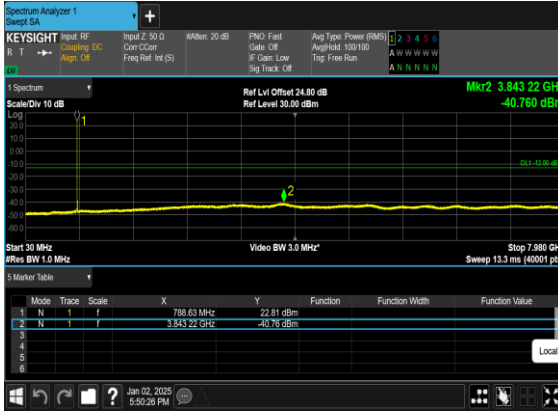 Spectrum Analyzer 1
Swept SA
KEYSIGHT
R T
Input: RF
Coupling: DC
Align: Off
Input Z: 50 Ω
Corr CCorr
Freq Ref: Int (S)
#Atten: 20 dB
PNO: Fast
Gate: Off
IF Gain: Low
Sig Track: Off
Avg Type: Power (RMS)
Avg|Hold: 100/100
Trig: Free Run
1 2 3 4 5 6
A W W W W W
A N N N N N
1 Spectrum
Scale/Div 10 dB
Ref Lvl Offset 24.80 dB
Ref Level 30.00 dBm
Mkr2 3.843 22 GH
-40.760 dB
Log
20.0
10.0
0.00
-10.0
-20.0
-30.0
-40.0
-50.0
-60.0
1
2
DL1 -13.00 dB
Start 30 MHz
#Res BW 1.0 MHz
Video BW 3.0 MHz*
Stop 7.980 GH
Sweep 13.3 ms (40001 pt
5 Marker Table
Mode Trace Scale X Y Function Function Width Function Value
1 N 1 f 788.63 MHz 22.81 dBm
2 N 1 f 3.843 22 GHz -40.76 dBm
3
4
5
6
Local
?
Jan 02, 2025
5:50:26 PM